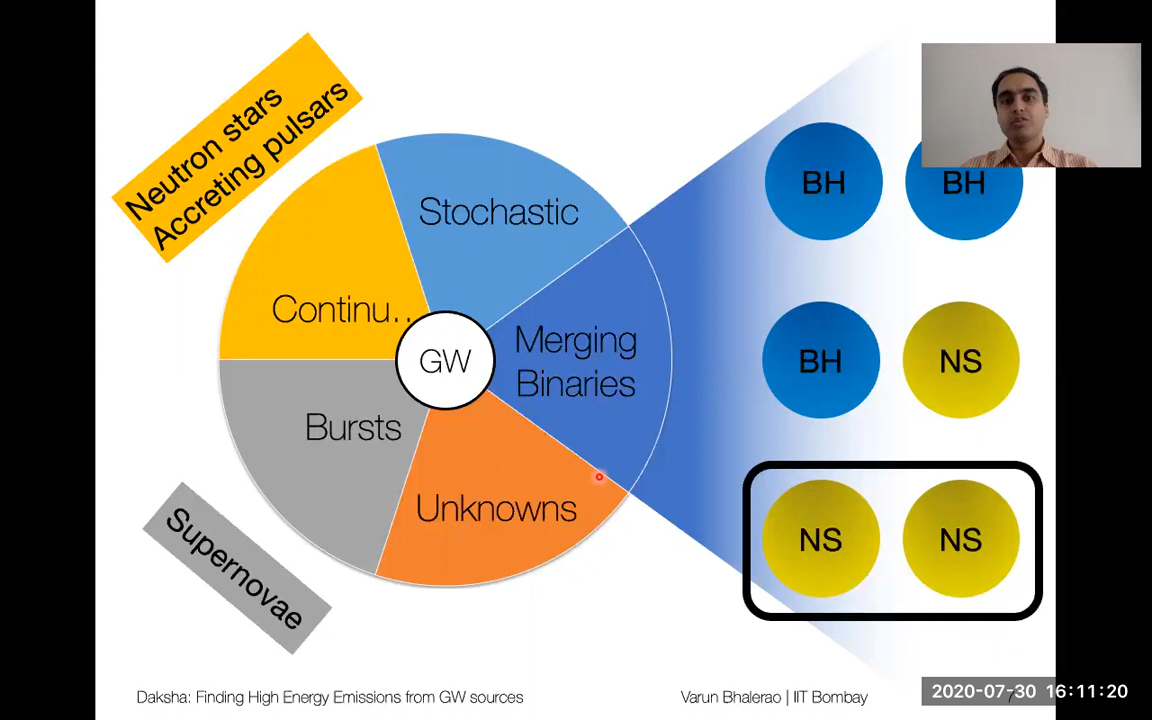 Neutron stars
Accreting pulsars
Stochastic
Continu..
GW
Merging
Binaries
Bursts
Unknowns
Supernovae
BH
BH
BH
NS
NS
NS
Daksha: Finding High Energy Emissions from GW sources
Varun Bhalerao | IIT Bombay
2020-07-30 16:11:20